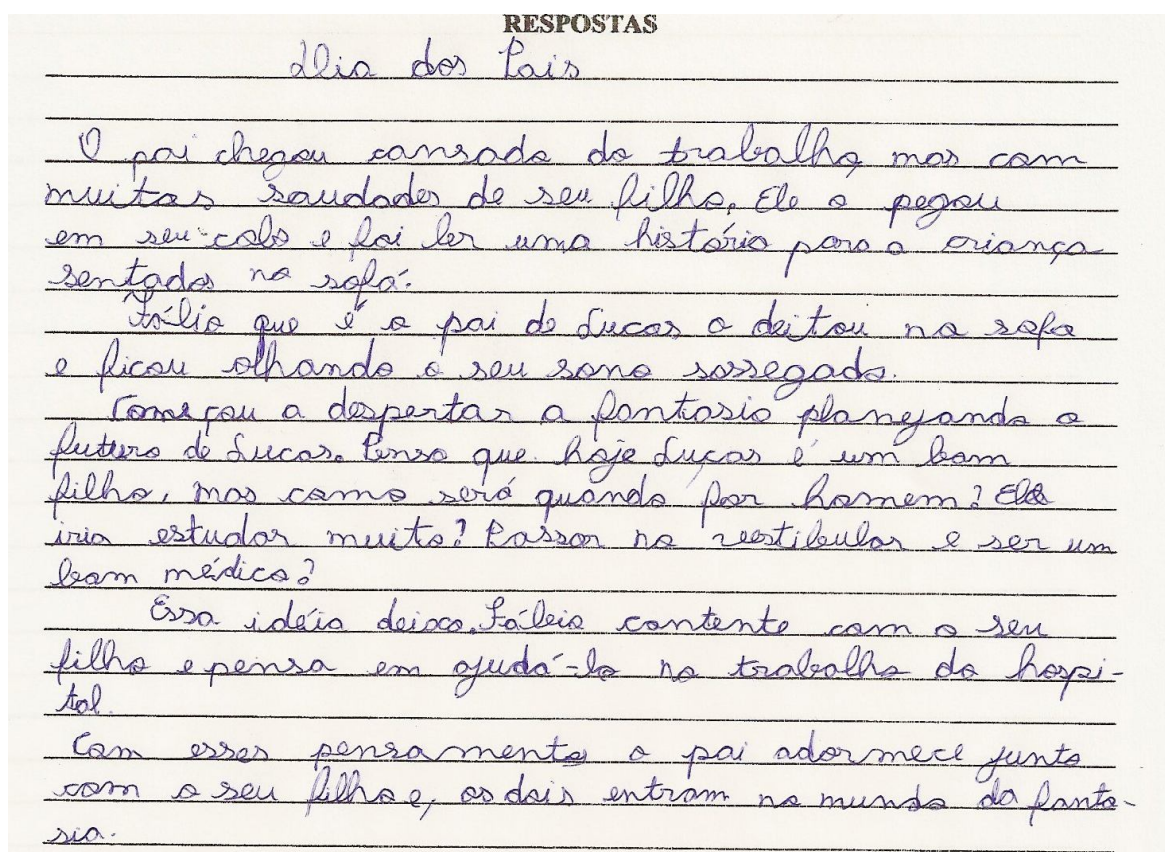 RESPOSTAS
Dia dos Pais
O pai chegou cansado do trabalho, mas com
muitas saudades de seu filho. Ele o pegou
em seu colo e foi ler uma história para a criança
sentados no sofá.
Fábio que é o pai de Lucas o deitou no sofa
e ficou olhando o seu sono sossegado.
Começou a despertar a fantasia planejando o
futuro de Lucas. Pensa que hoje Lucas é um bom
filho, mas como será quando for homem? Ele
iria estudar muito? Passar no vestibular e ser um
bom médico?
Essa idéia deixa Fábio contente com o seu
filho e pensa em ajudá-lo no trabalho do hospi-
tal.
Com esses pensamentos o pai adormece junto
com o seu filho e, os dois entram no mundo da fanta-
sia.